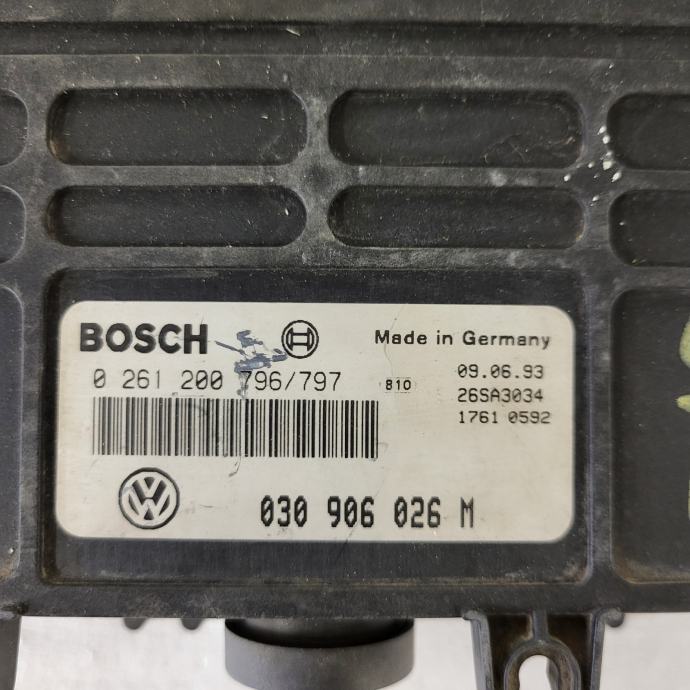 BOSCH
Made in Germany
0 261 200 796/797
810
09.06.93
26SA3034
1761 0592
VW
030 906 026 M